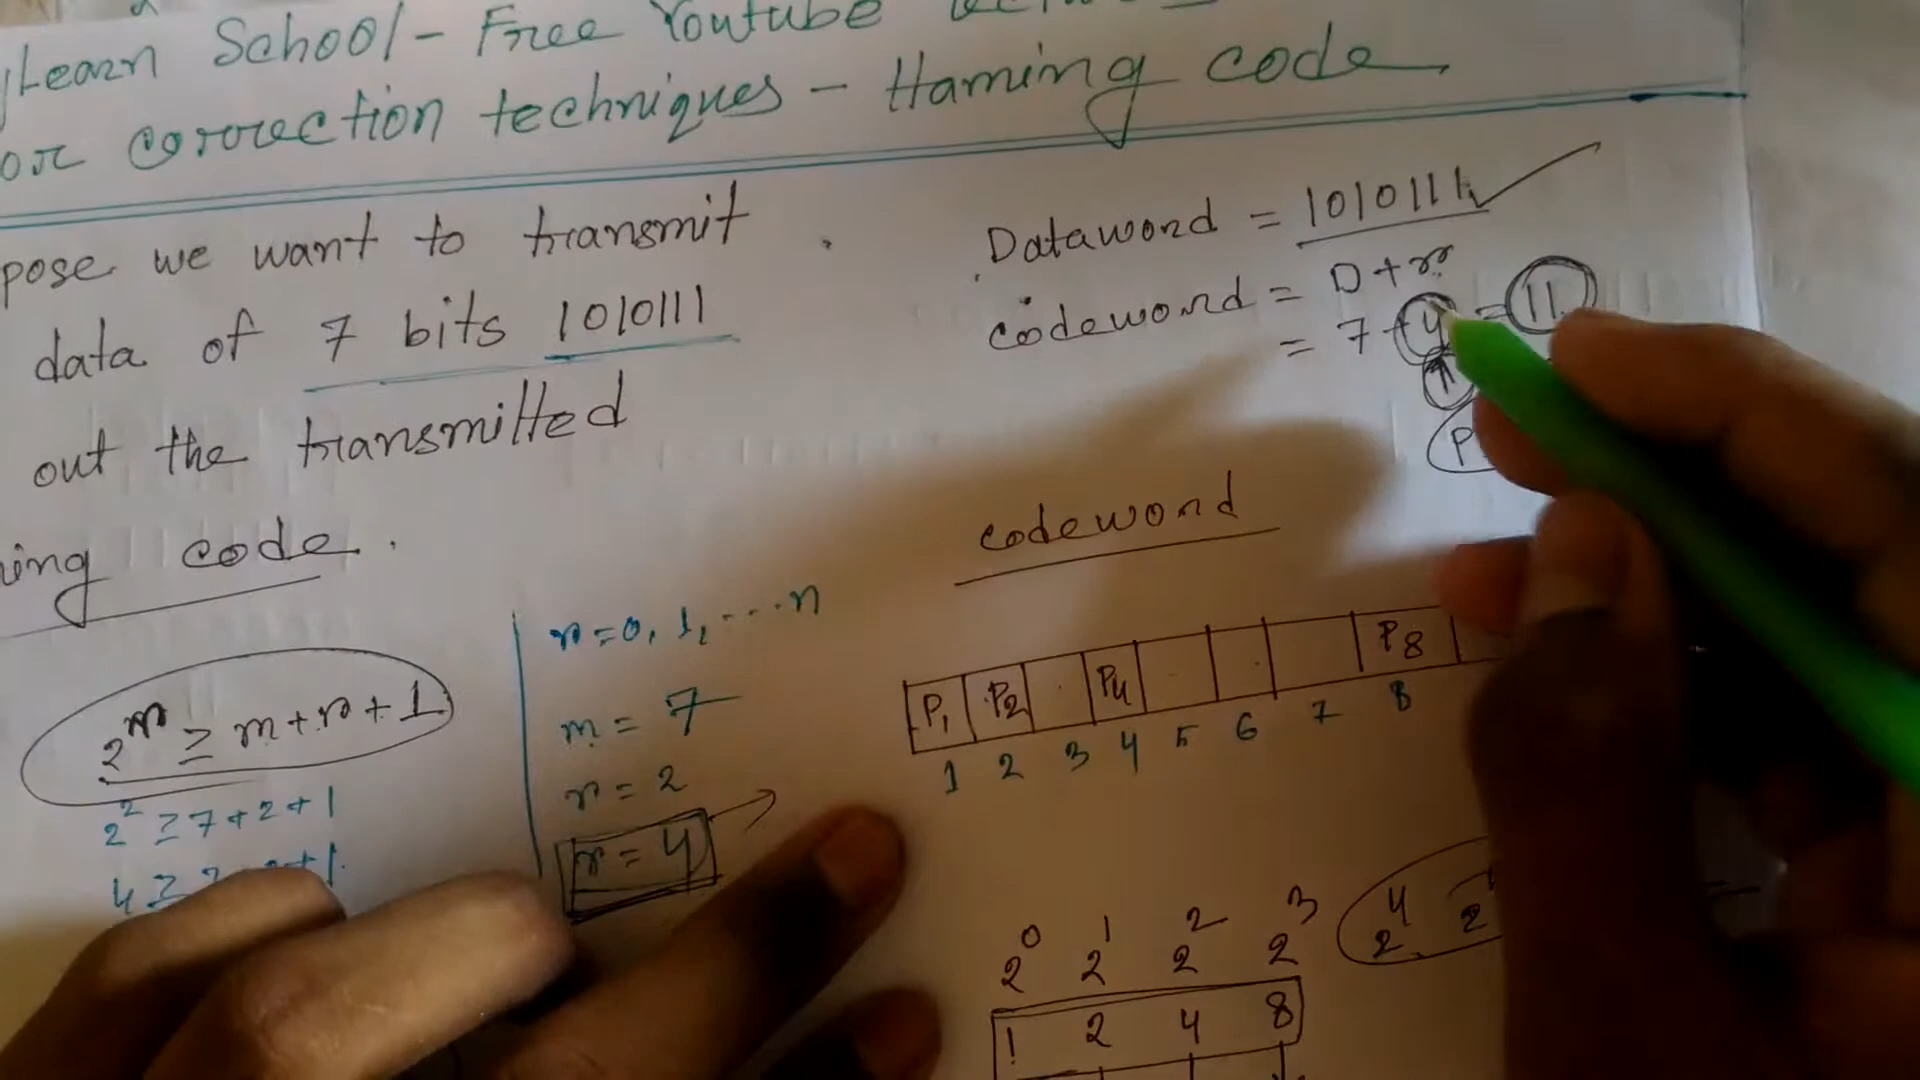 Learn School - Free Youtube
correction techniques - Haming code
pose we want to transmit
data of 7 bits 1010111
out the transmitted
code.
Dataword = 1010111
codeword = D + r
= 7 + 4 = 11
P
codeword
P1 P2 P4 P8
1 2 3 4 5 6 7 8
2^r ≥ m + r + 1
2^2 ≥ 7 + 2 + 1
4 ≥
r = 0, 1, ... n
m = 7
r = 2
r = 4
2^0 2^1 2^2 2^3 2^4
1 2 4 8